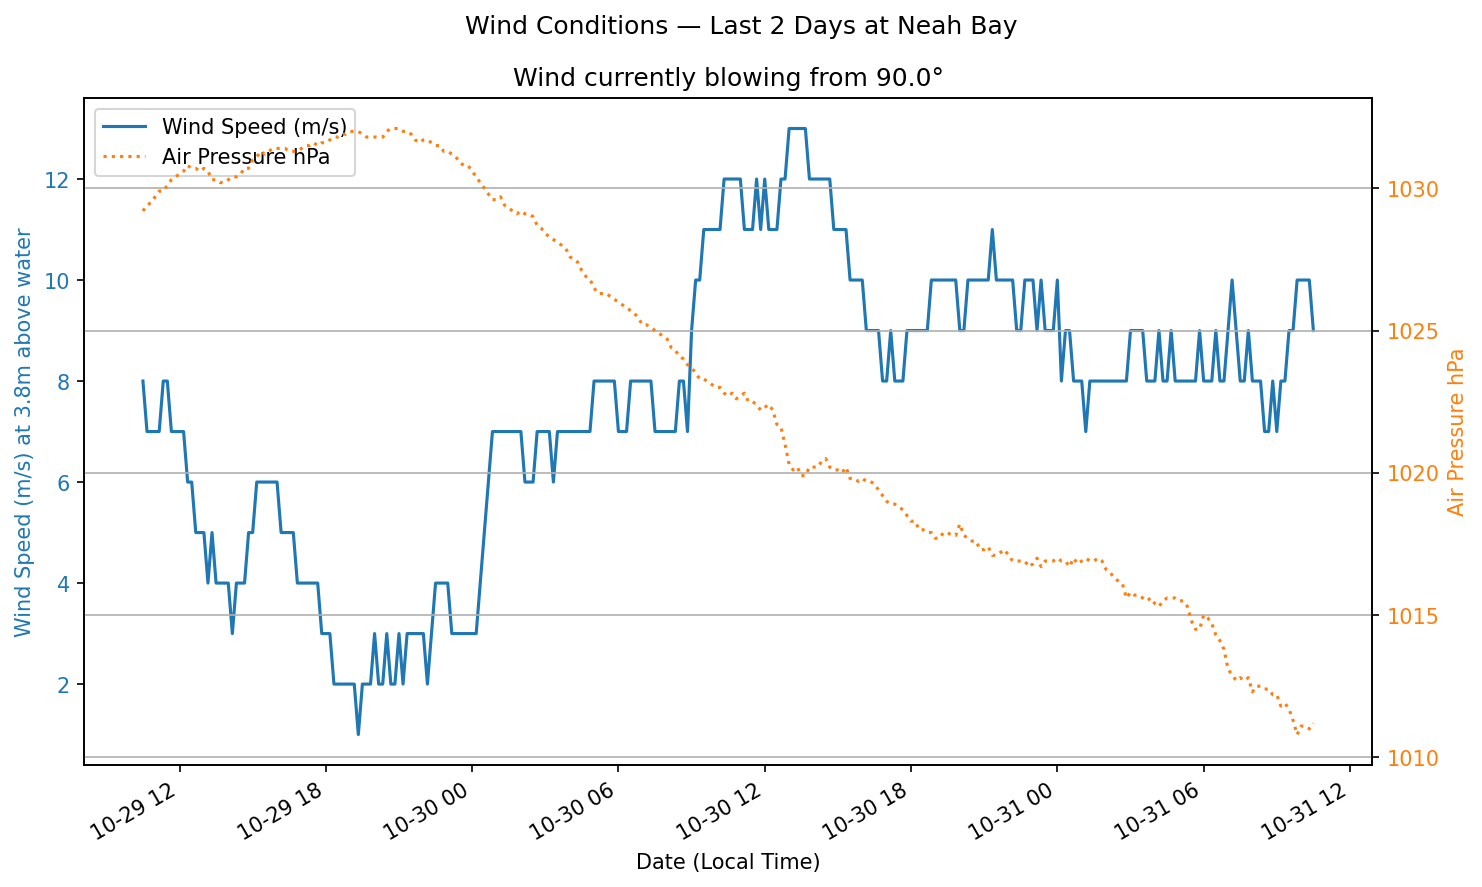 Wind Conditions — Last 2 Days at Neah Bay
Wind currently blowing from 90.0°
Wind Speed (m/s)
Air Pressure hPa
Wind Speed (m/s) at 3.8m above water
12
10
8
6
4
2
1030
1025
1020
1015
1010
Air Pressure hPa
10-29 12
10-29 18
10-30 00
10-30 06
10-30 12
10-30 18
10-31 00
10-31 06
10-31 12
Date (Local Time)